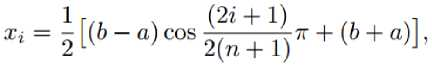 x_i = \frac{1}{2}\left[(b-a)\cos\frac{(2i+1)}{2(n+1)}\pi + (b+a)\right],